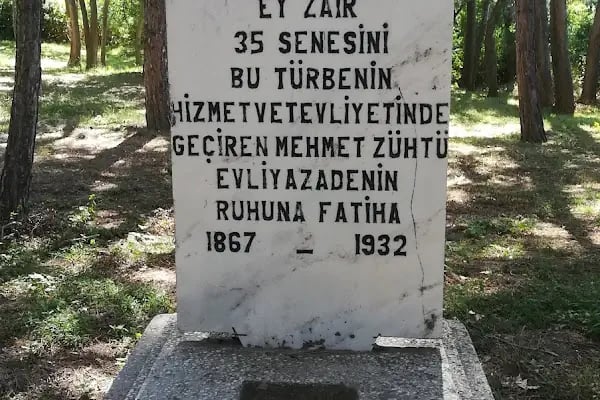 EY ZAİR
35 SENESİNİ
BU TÜRBENİN
HİZMETVETEVLİYETİNDE
GEÇİREN MEHMET ZÜHTÜ
EVLİYAZADENİN
RUHUNA FATİHA
1867 – 1932